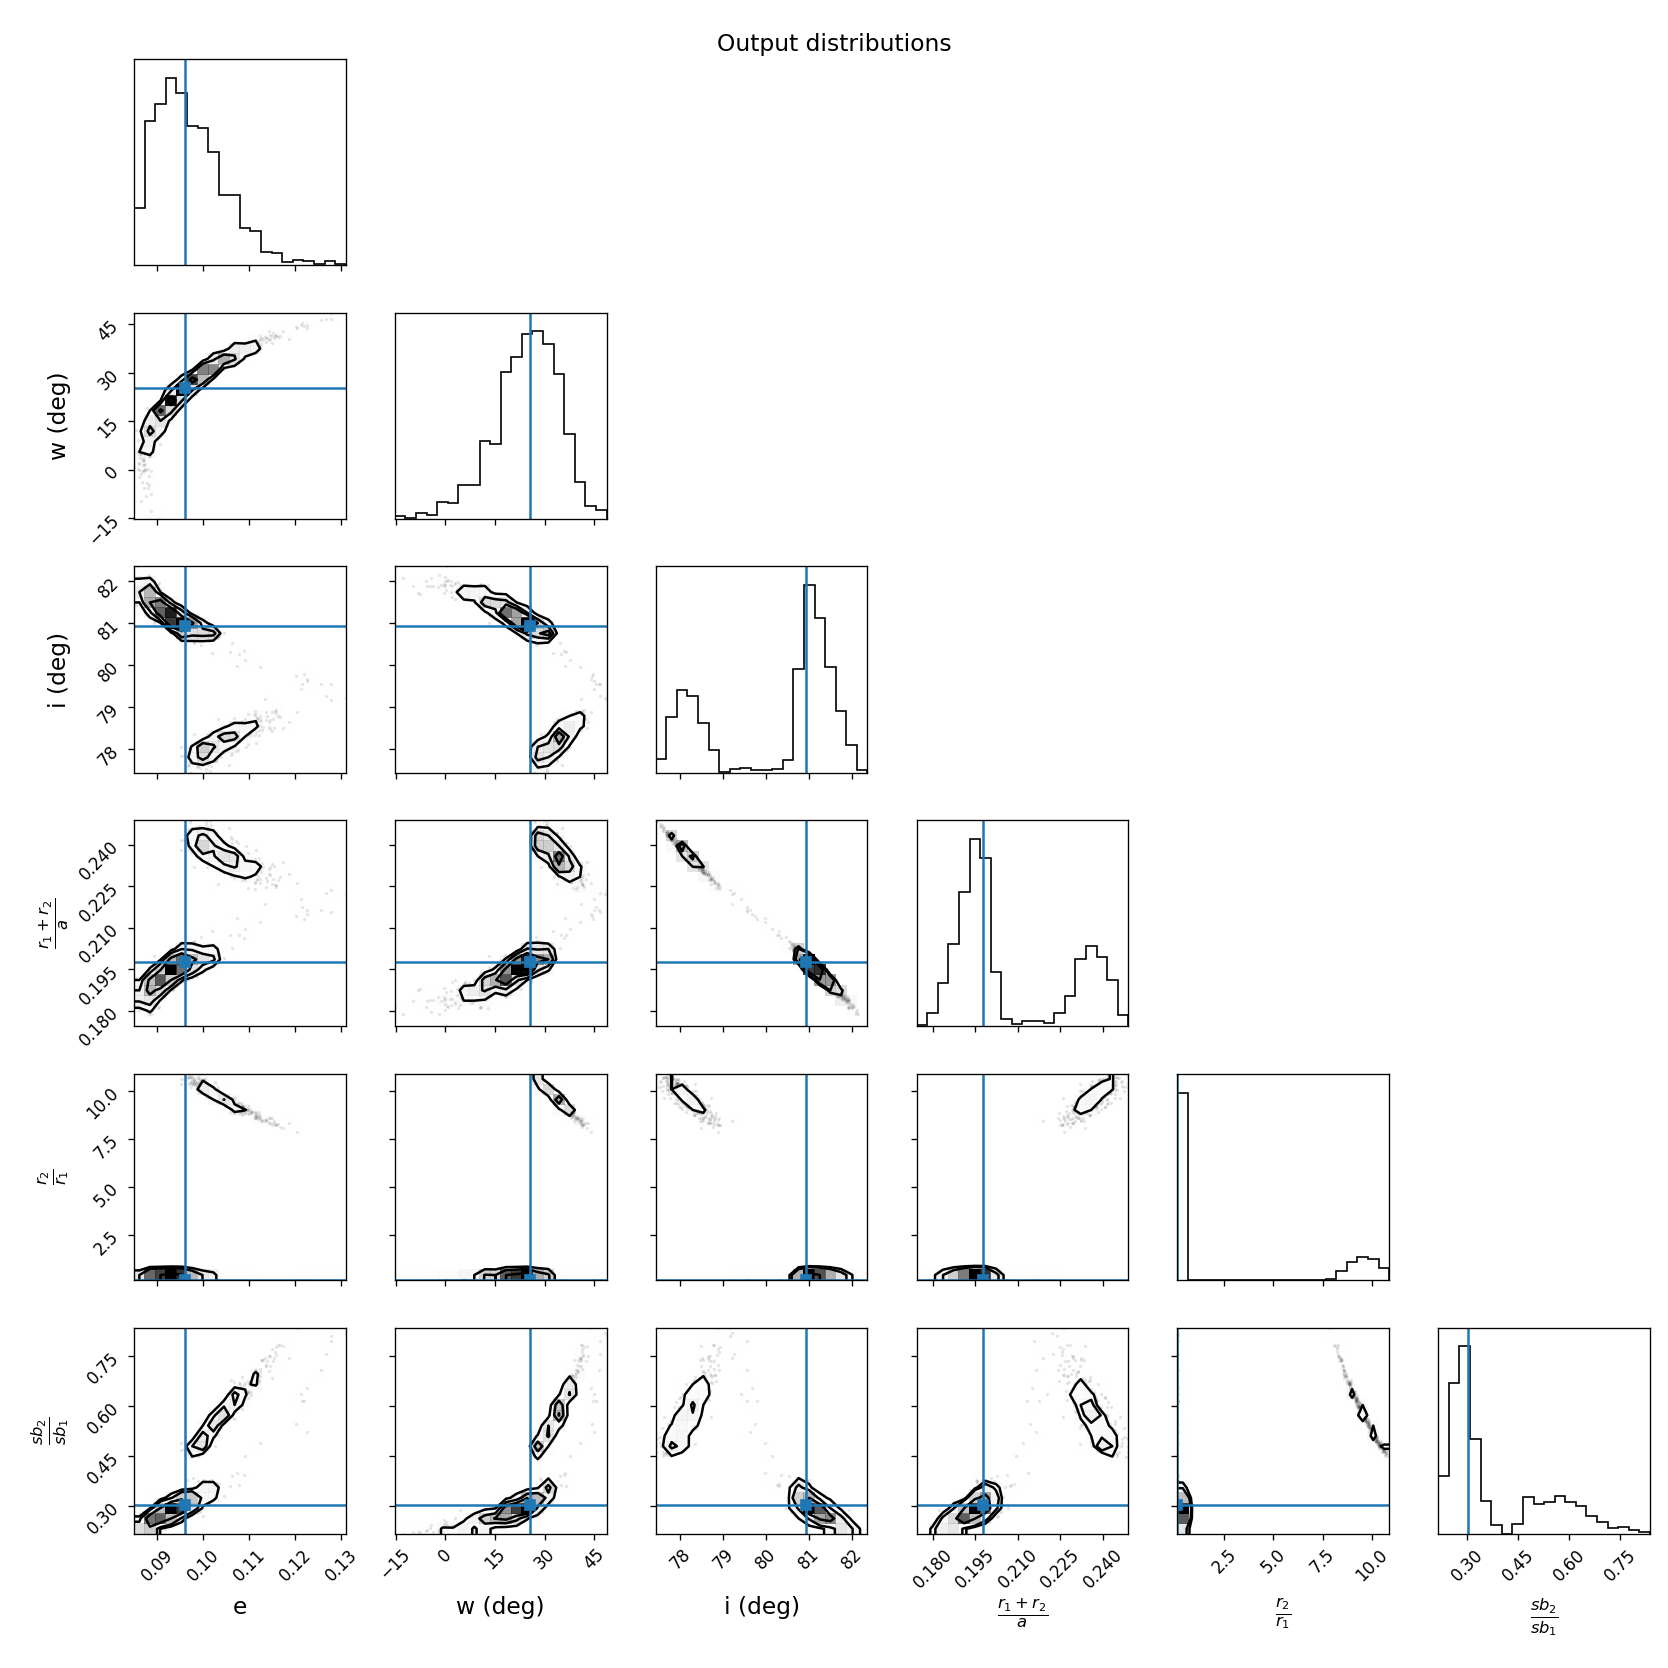 Output distributions
w (deg)
45
30
15
0
−15
i (deg)
82
81
80
79
78
r₁ + r₂
a
0.240
0.225
0.210
0.195
0.180
r₂
r₁
10.0
7.5
5.0
2.5
sb₂
sb₁
0.75
0.60
0.45
0.30
0.09 0.10 0.11 0.12 0.13 −15 0 15 30 45 78 79 80 81 82 0.180 0.195 0.210 0.225 0.240 2.5 5.0 7.5 10.0 0.30 0.45 0.60 0.75
e w (deg) i (deg) r₁ + r₂ / a r₂ / r₁ sb₂ / sb₁